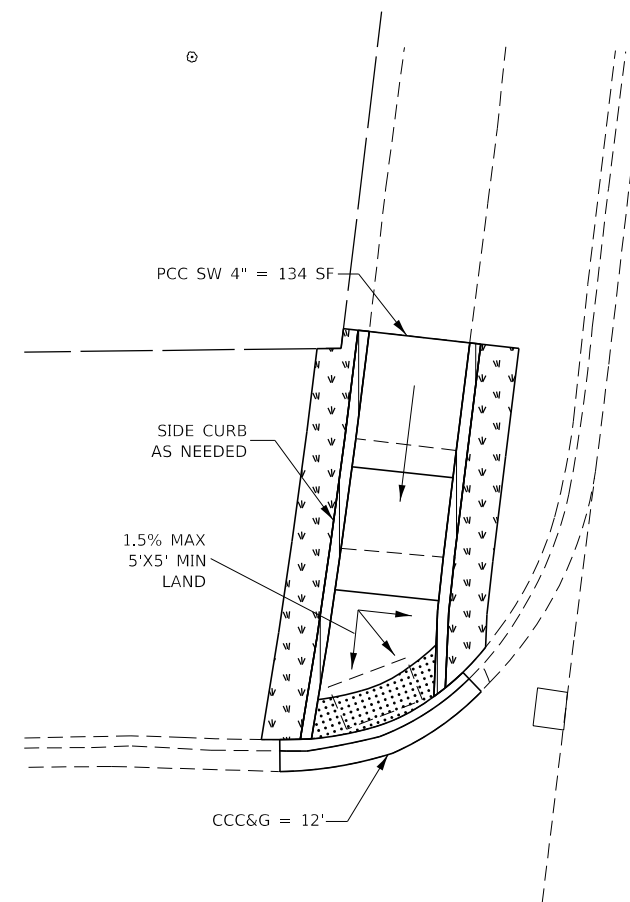 PCC SW 4" = 134 SF
SIDE CURB
AS NEEDED
1.5% MAX
5'X5' MIN
LAND
CCC&G = 12'